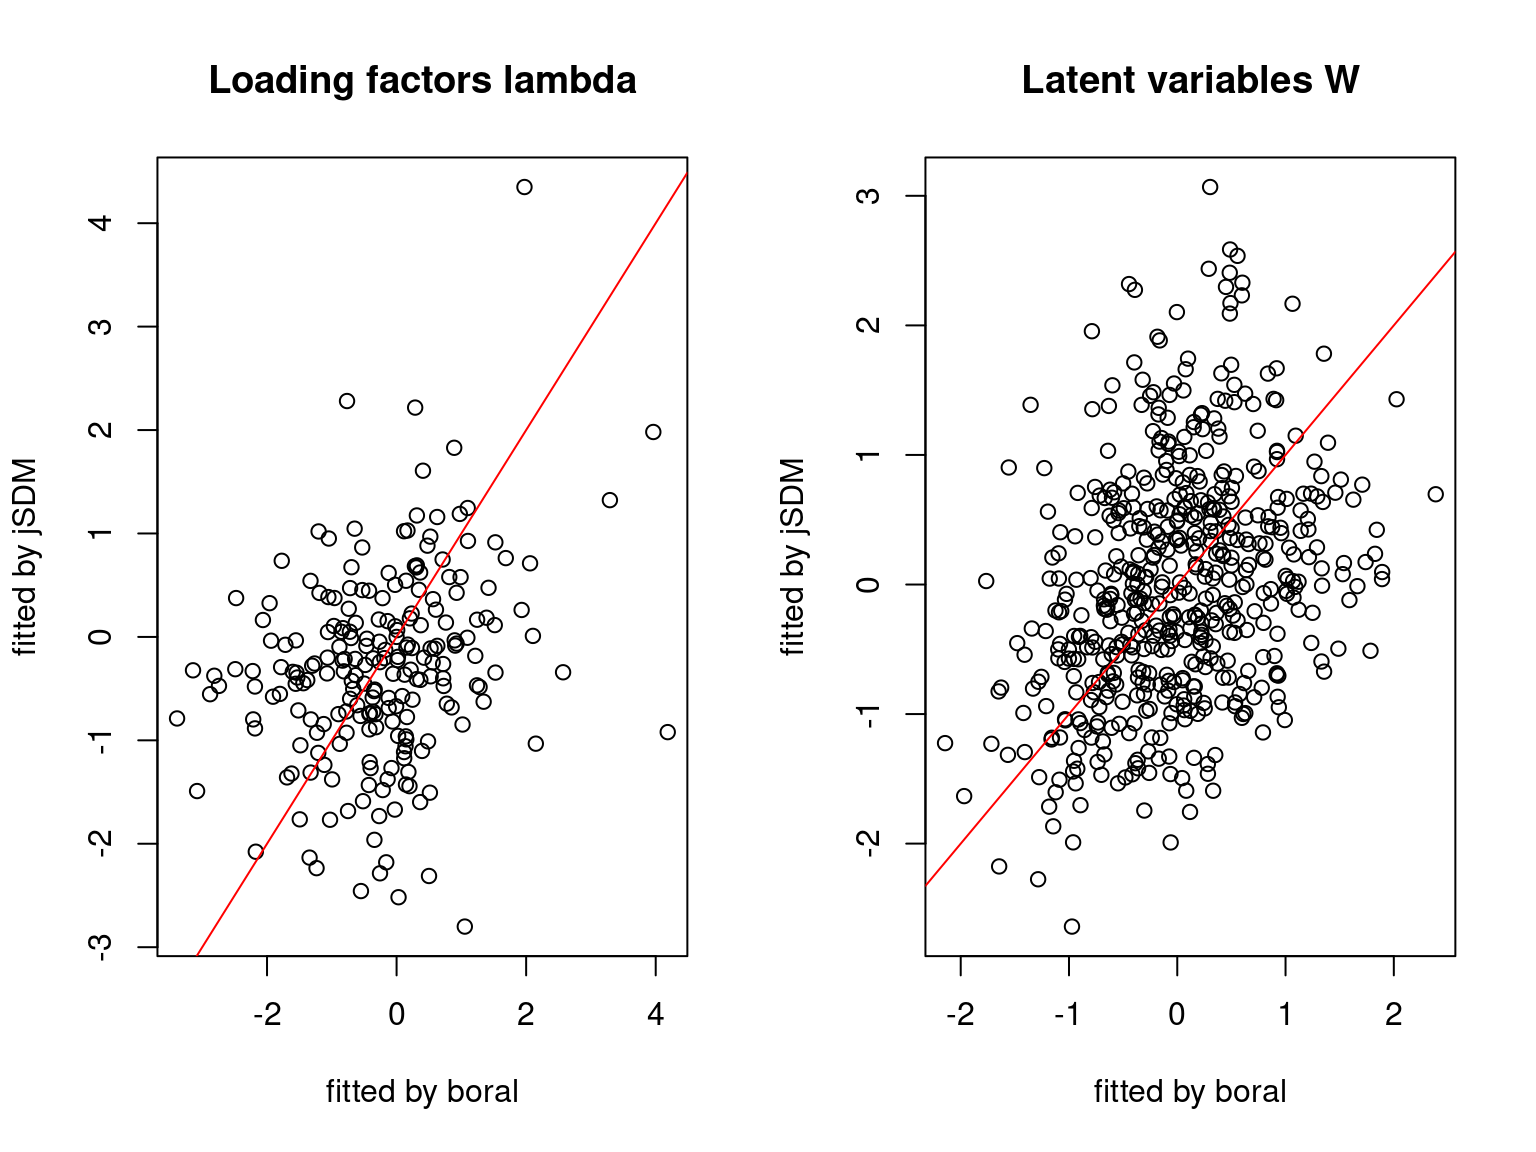 Loading factors lambda
fitted by jSDM
4
3
2
1
0
-1
-2
-3
-2 0 2 4
fitted by boral
Latent variables W
fitted by jSDM
3
2
1
0
-1
-2
-2 -1 0 1 2
fitted by boral